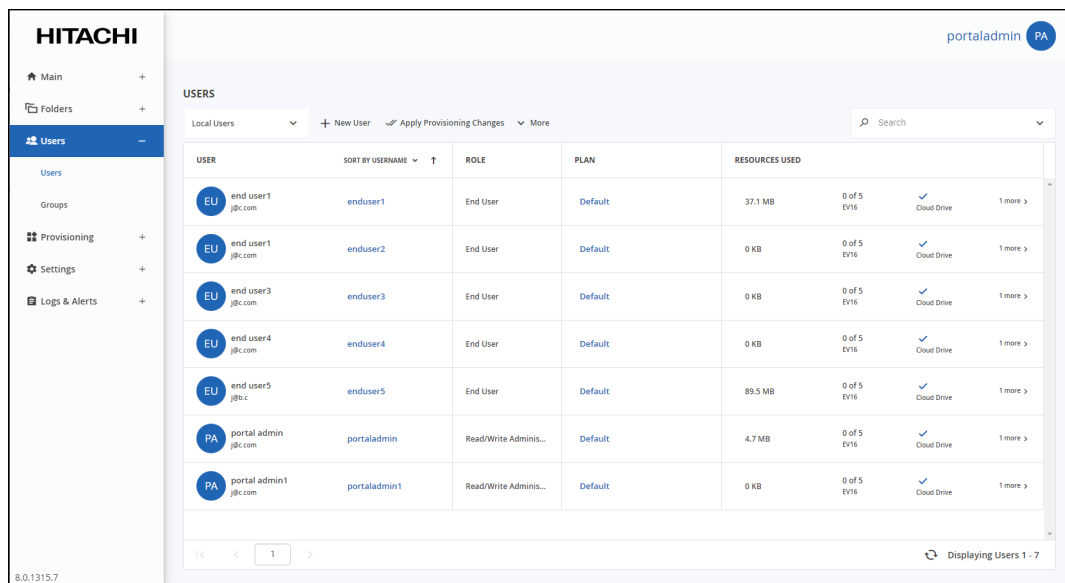 HITACHI
portaladmin PA
Main +
Folders +
Users −
Users
Groups
Provisioning +
Settings +
Logs & Alerts +
8.0.1315.7
USERS
Local Users + New User Apply Provisioning Changes More Search
USER SORT BY USERNAME ↑ ROLE PLAN RESOURCES USED
EU end user1 enduser1 End User Default 37.1 MB 0 of 5 1 more >
j@c.com EV16 Cloud Drive
EU end user1 enduser2 End User Default 0 KB 0 of 5 1 more >
j@c.com EV16 Cloud Drive
EU end user3 enduser3 End User Default 0 KB 0 of 5 1 more >
j@c.com EV16 Cloud Drive
EU end user4 enduser4 End User Default 0 KB 0 of 5 1 more >
j@c.com EV16 Cloud Drive
EU end user5 enduser5 End User Default 89.5 MB 0 of 5 1 more >
j@b.c EV16 Cloud Drive
PA portal admin portaladmin Read/Write Adminis... Default 4.7 MB 0 of 5 1 more >
j@c.com EV16 Cloud Drive
PA portal admin1 portaladmin1 Read/Write Adminis... Default 0 KB 0 of 5 1 more >
j@c.com EV16 Cloud Drive
1 Displaying Users 1 - 7